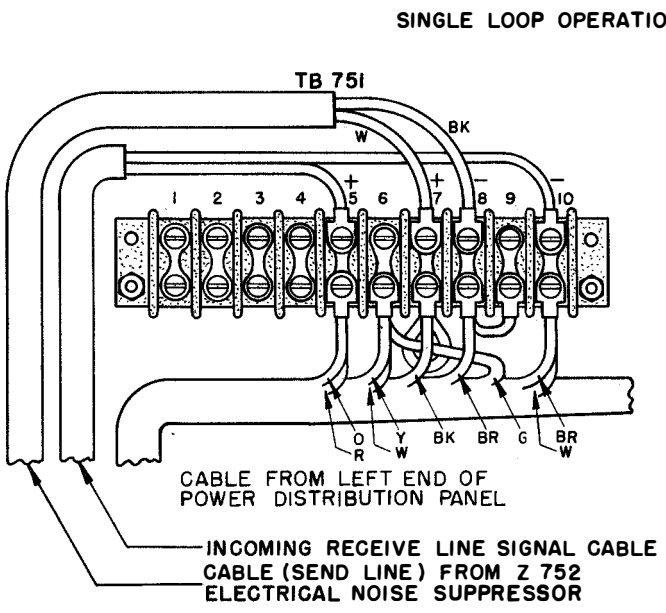 SINGLE LOOP OPERATIO
TB 751
W
BK
+ + - -
1 2 3 4 5 6 7 8 9 10
O
R
Y
W
BK
BR
G
BR
W
CABLE FROM LEFT END OF
POWER DISTRIBUTION PANEL
INCOMING RECEIVE LINE SIGNAL CABLE
CABLE (SEND LINE) FROM Z 752
ELECTRICAL NOISE SUPPRESSOR